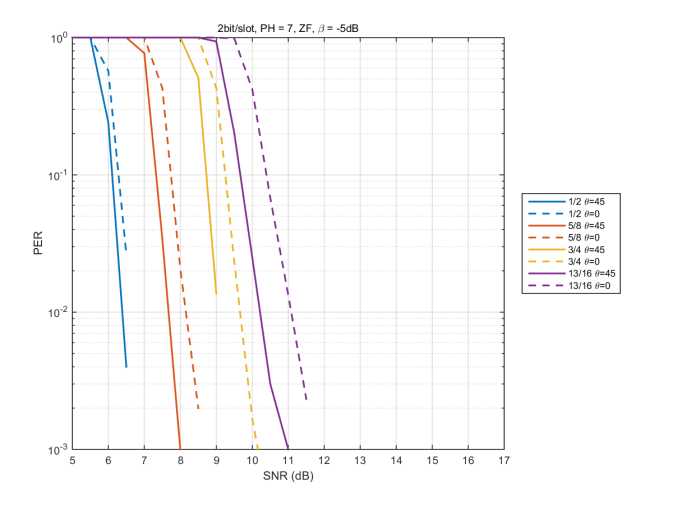 2bit/slot, PH = 7, ZF, β = -5dB
10^0
10^-1
10^-2
10^-3
PER
5 6 7 8 9 10 11 12 13 14 15 16 17
SNR (dB)
1/2 θ=45
1/2 θ=0
5/8 θ=45
5/8 θ=0
3/4 θ=45
3/4 θ=0
13/16 θ=45
13/16 θ=0